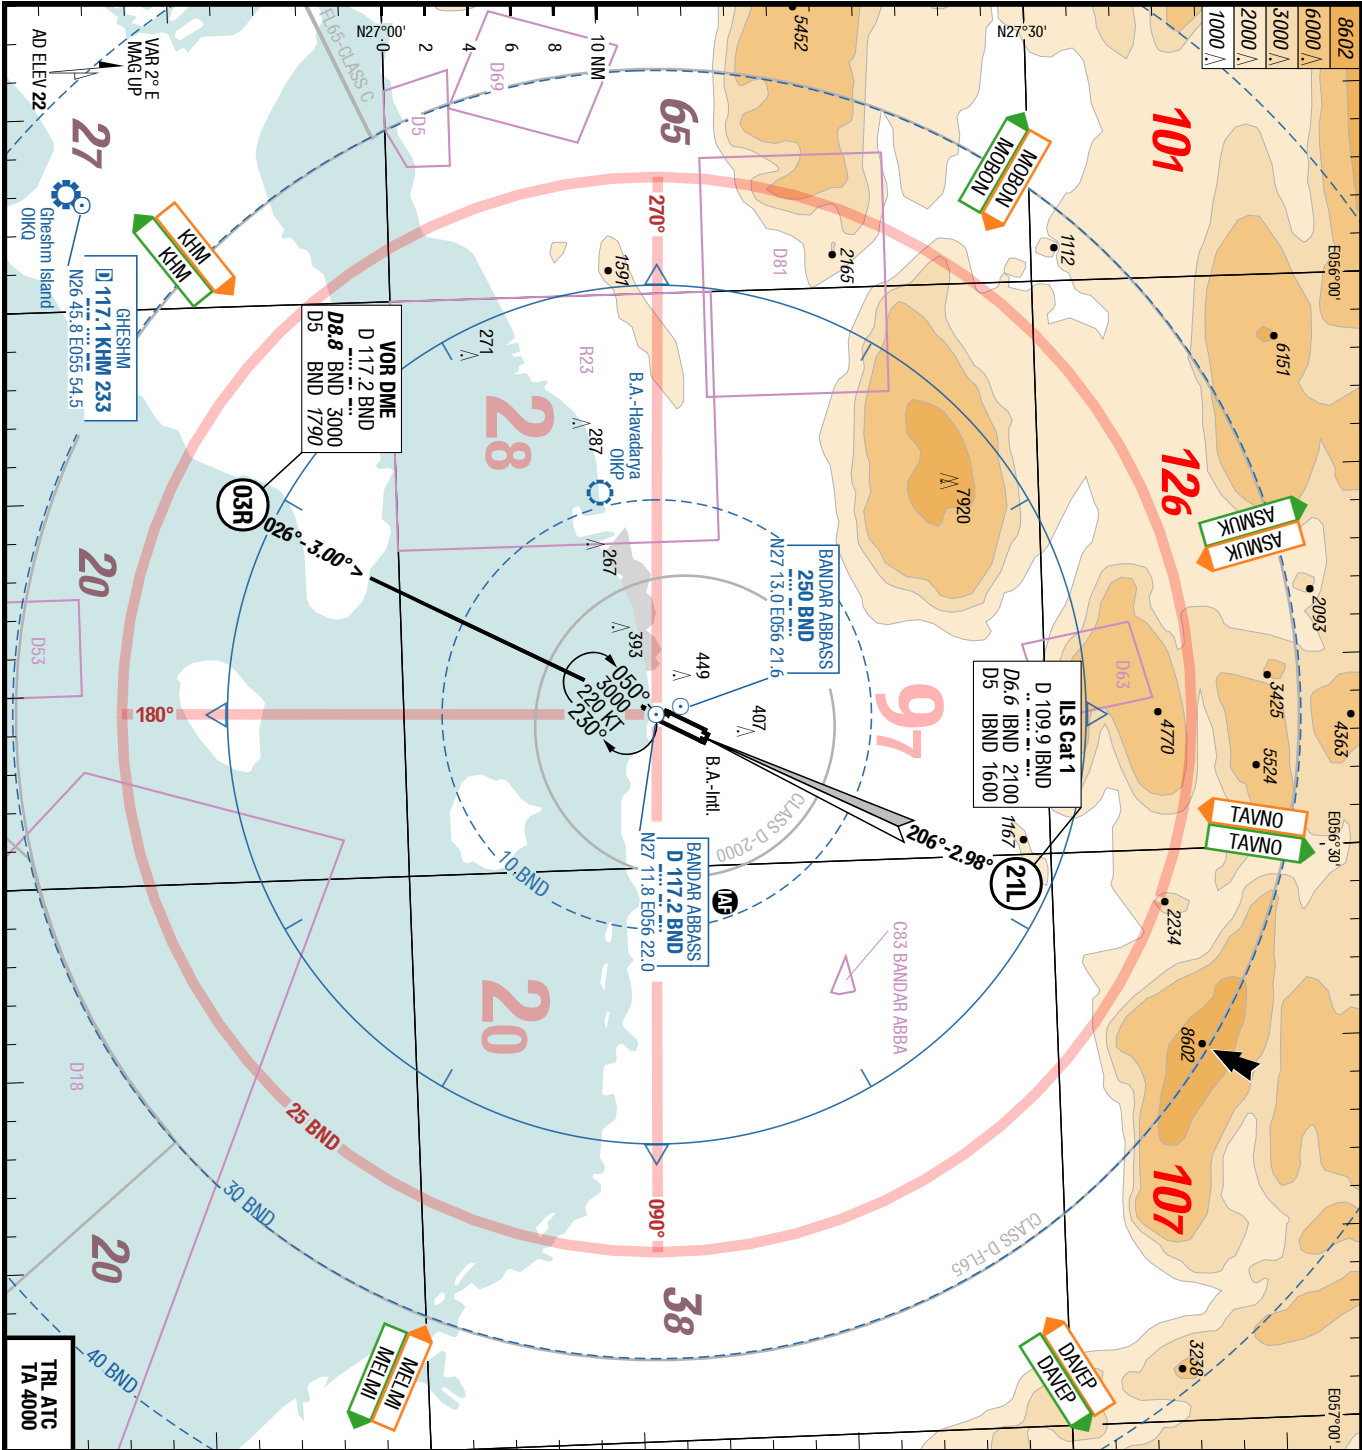 8602
6000
3000
2000
1000
N27°30'
5452
10 NM
8
6
4
2
0
N27°00'
FL65-CLASS C
VAR 2° E
MAG UP
AD ELEV 22
101
MOBON
MOBON
65
D69
D5
27
E056°00'
1112
2165
D81
270°
1591
KHM
KHM
Gheshm Island
OIKQ
GHESHM
D 117.1 KHM 233
N26 45.8 E055 54.5
6151
R23
271
VOR DME
D 117.2 BND
D8.8 BND 3000
D5 BND 1790
126
ASMUK
ASMUK
7920
28
287
B.A.-Havadarya
OIKP
267
03R
026°-3.00°
20
D53
2093
3425
4363
5524
4770
D63
BANDAR ABBASS
250 BND
N27 13.0 E056 21.6
393
449
407
97
ILS Cat 1
D 109.9 IBND
D6.6 IBND 2100
D5 IBND 1600
050°
3000
220 KT
230°
180°
B.A.-Intl.
CLASS D-2000
TAVNO
TAVNO
E056°30'
1167
206°-2.98°
21L
BANDAR ABBASS
D 117.2 BND
N27 11.8 E056 22.0
IAF
10 BND
2234
C83 BANDAR ABBA
20
8602
D18
25 BND
30 BND
107
090°
CLASS D-FL65
20
38
DAVEP
DAVEP
3238
MELMI
MELMI
40 BND
E057°00'
TRL ATC
TA 4000